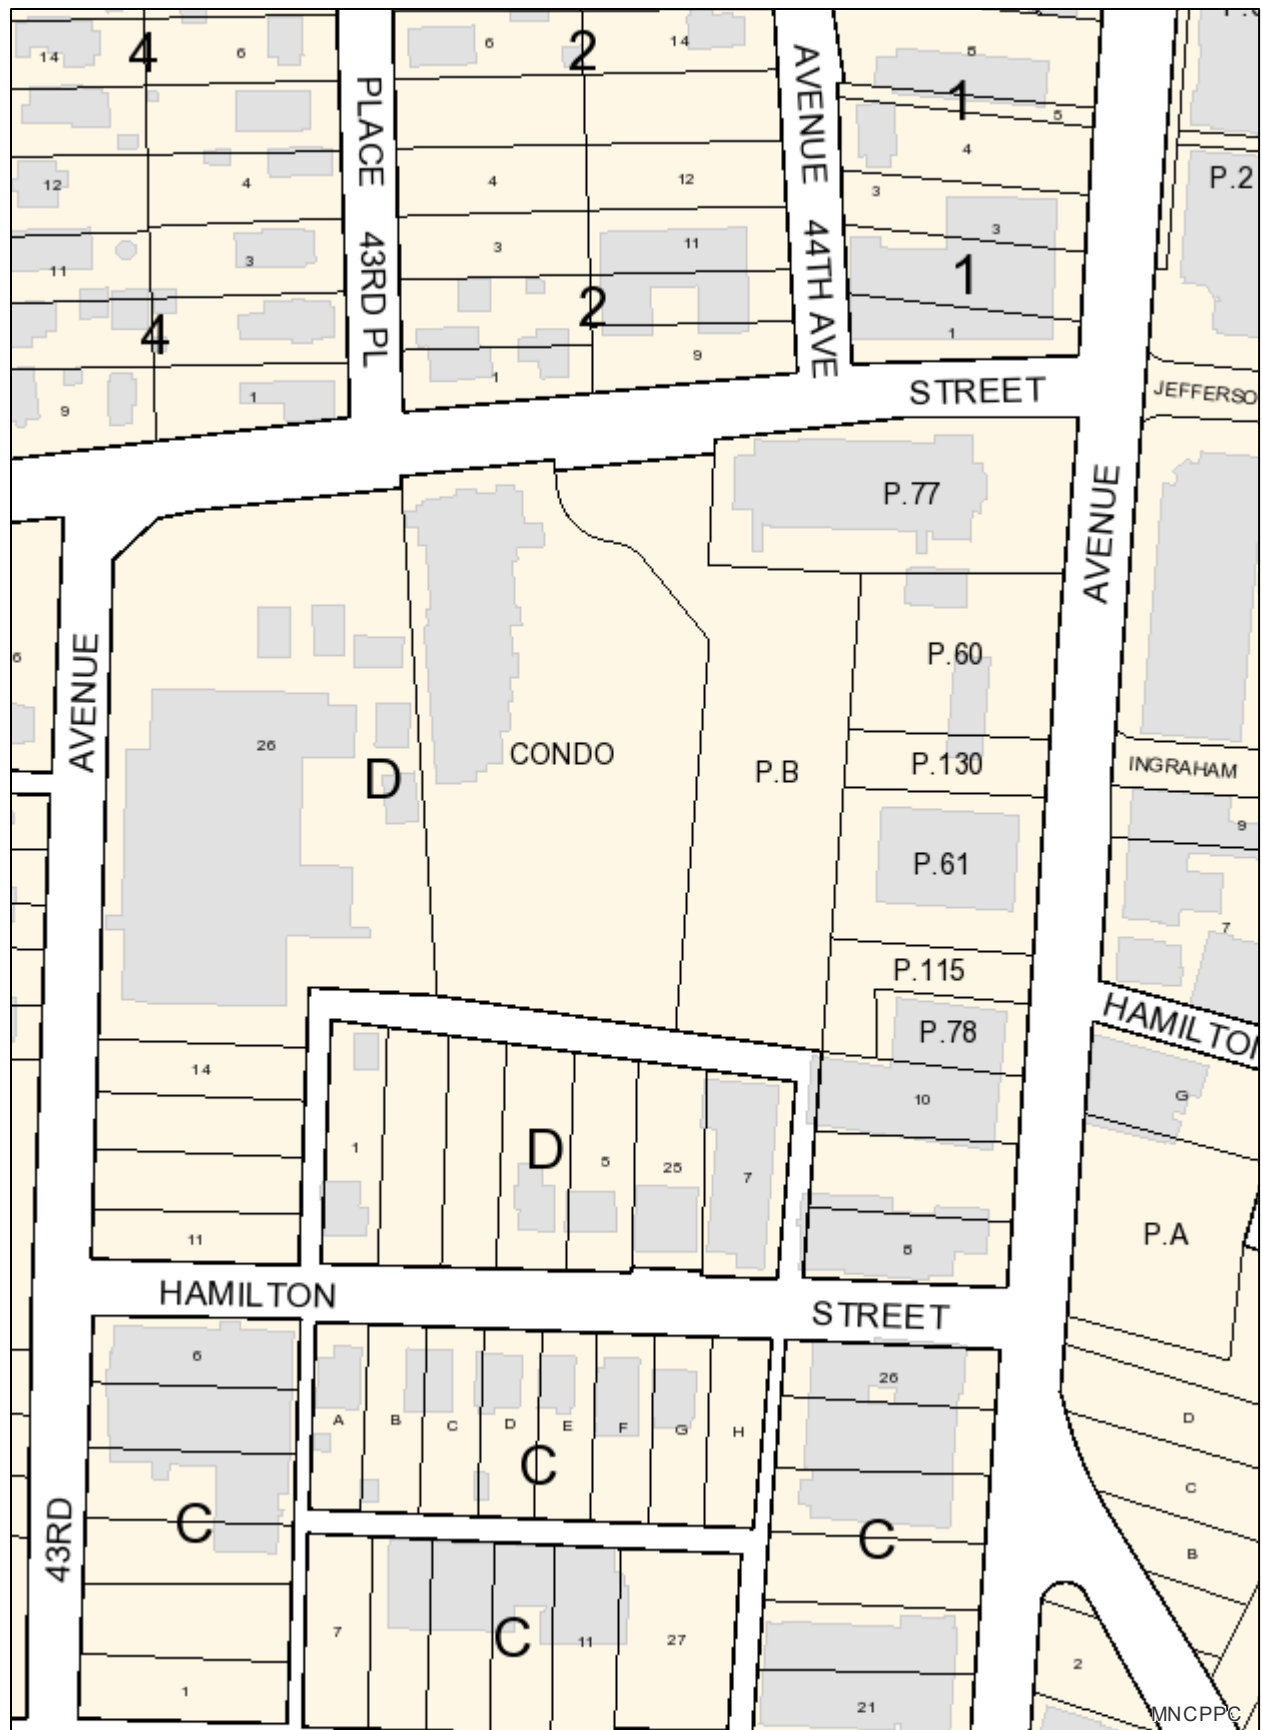 14
4
6
6
2
14
8
1
5
PLACE
AVENUE
4
12
4
4
12
3
P.2
43RD PL
44TH AVE
11
3
3
11
3
1
4
2
1
9
1
1
9
STREET
JEFFERSO
P.77
AVENUE
6
AVENUE
P.60
26
D
CONDO
P.B
P.130
INGRAHAM
9
P.61
7
P.115
HAMILTON
P.78
14
10
G
1
D
5
25
7
P.A
11
8
HAMILTON
STREET
6
26
A
B
C
D
E
F
G
H
D
C
C
43RD
C
C
B
7
C
11
27
2
1
21
MNCPPC